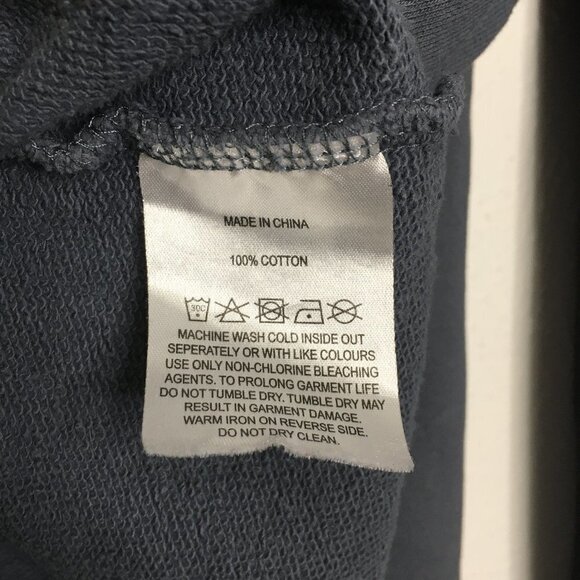 MADE IN CHINA
100% COTTON
30C
MACHINE WASH COLD INSIDE OUT
SEPERATELY OR WITH LIKE COLOURS
USE ONLY NON-CHLORINE BLEACHING
AGENTS. TO PROLONG GARMENT LIFE
DO NOT TUMBLE DRY. TUMBLE DRY MAY
RESULT IN GARMENT DAMAGE.
WARM IRON ON REVERSE SIDE.
DO NOT DRY CLEAN.